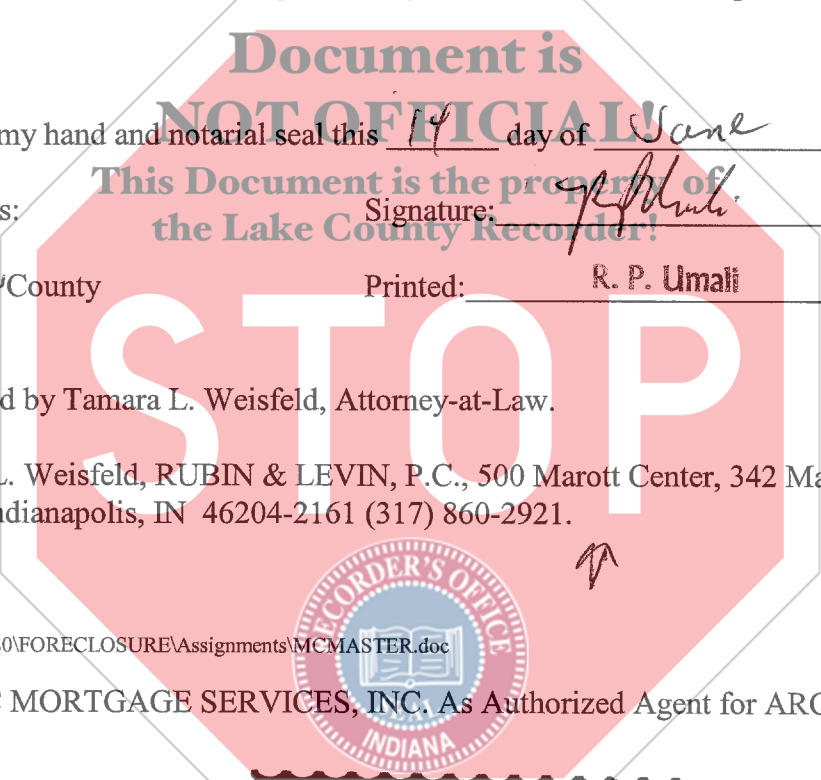 Document is
NOT OFFICIAL!
my hand and notarial seal this 14 day of June
This Document is the property of
s: Signature:
the Lake County Recorder!
County Printed: R. P. Umali
STOP
d by Tamara L. Weisfeld, Attorney-at-Law.
L. Weisfeld, RUBIN & LEVIN, P.C., 500 Marott Center, 342 Ma
ndianapolis, IN 46204-2161 (317) 860-2921.
RECORDER'S OFFICE
0\FORECLOSURE\Assignments\MCMASTER.doc
C MORTGAGE SERVICES, INC. As Authorized Agent for ARG
INDIANA